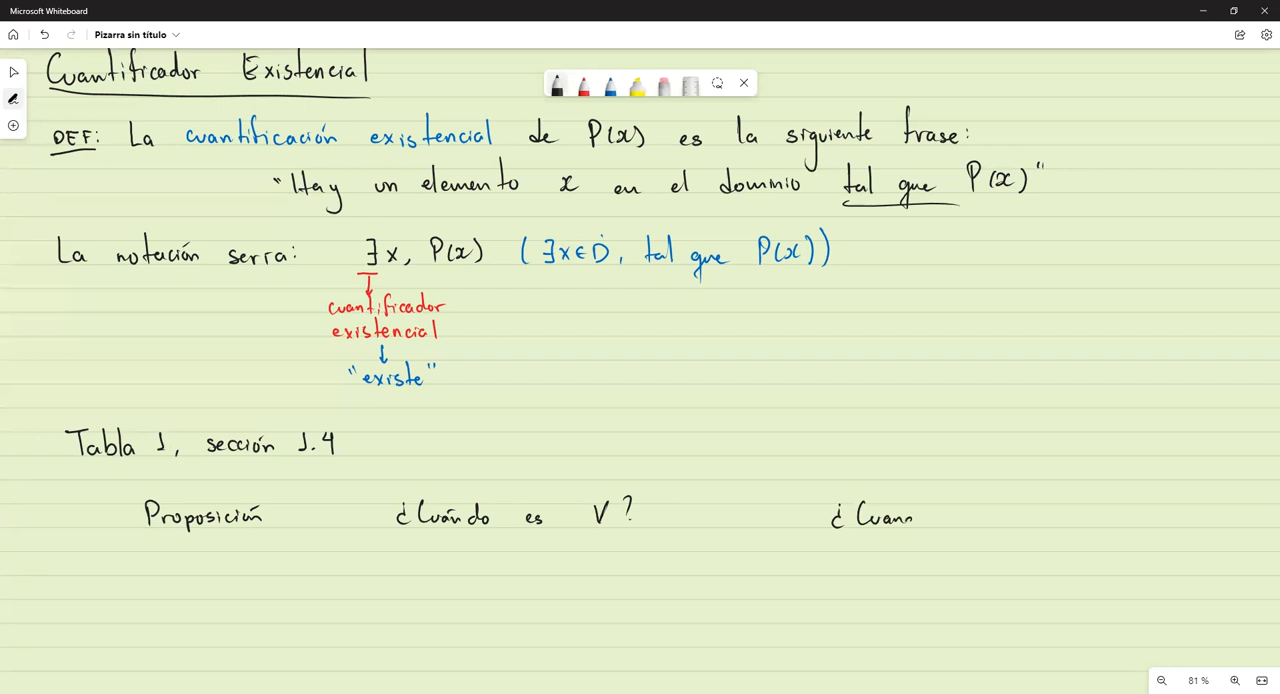 Microsoft Whiteboard
Pizarra sin título
Cuantificador Existencial
DEF: La cuantificación existencial de P(x) es la siguiente frase:
"Hay un elemento x en el dominio tal que P(x)"
La notación serra: ∃x, P(x) (∃x∈D, tal que P(x))
cuantificador
existencial
"existe"
Tabla 1, sección 1.4
Proposición ¿Cuándo es V? ¿Cuan
81 %